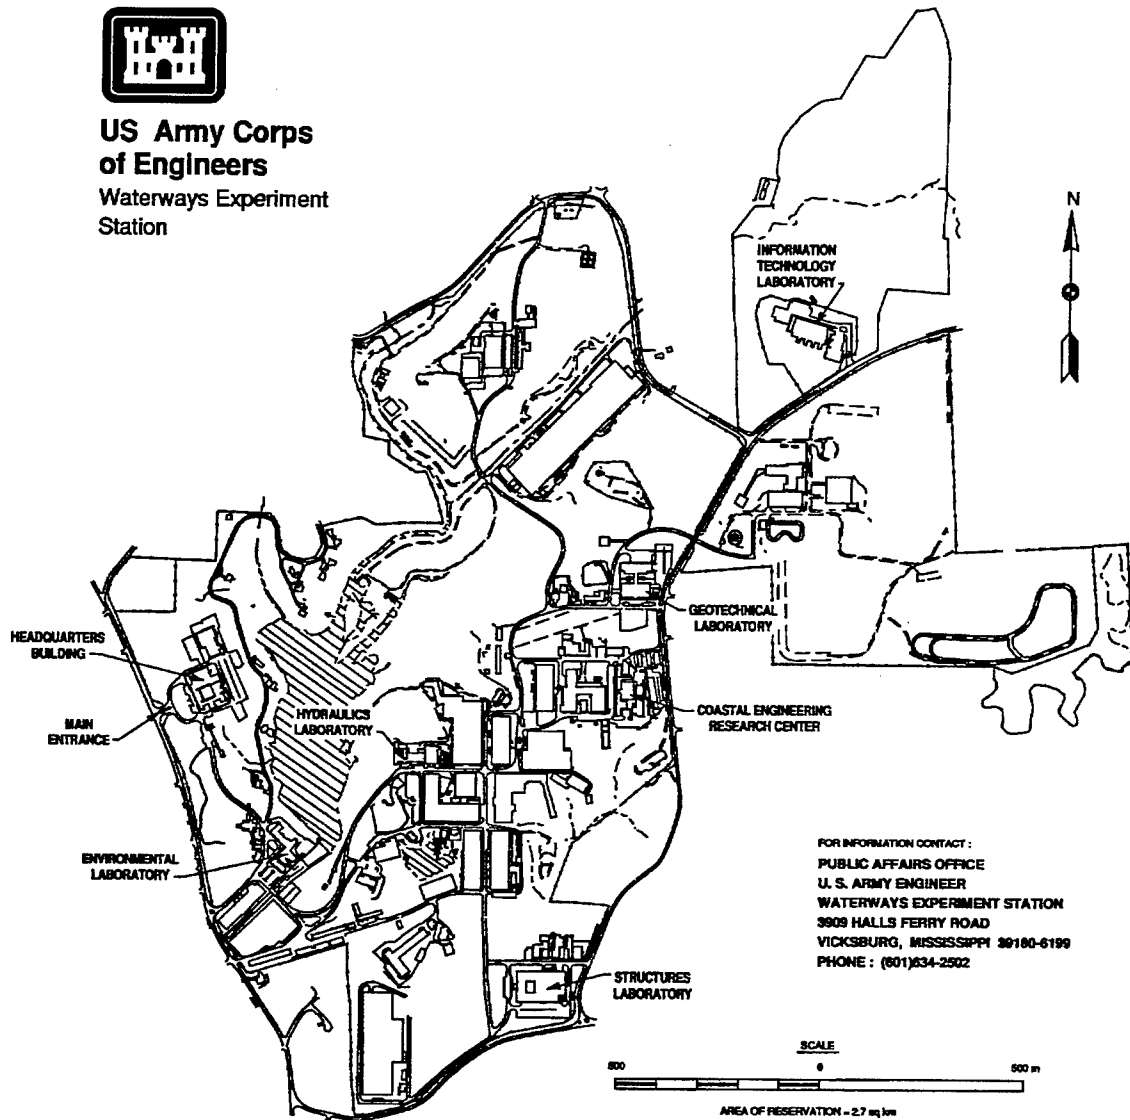 US Army Corps
of Engineers
Waterways Experiment
Station
N
INFORMATION
TECHNOLOGY
LABORATORY
GEOTECHNICAL
LABORATORY
HEADQUARTERS
BUILDING
MAIN
ENTRANCE
HYDRAULICS
LABORATORY
COASTAL ENGINEERING
RESEARCH CENTER
ENVIRONMENTAL
LABORATORY
STRUCTURES
LABORATORY
FOR INFORMATION CONTACT :
PUBLIC AFFAIRS OFFICE
U. S. ARMY ENGINEER
WATERWAYS EXPERIMENT STATION
3909 HALLS FERRY ROAD
VICKSBURG, MISSISSIPPI 39180-6199
PHONE : (601)634-2502
SCALE
500 0 500 m
AREA OF RESERVATION = 2.7 sq km